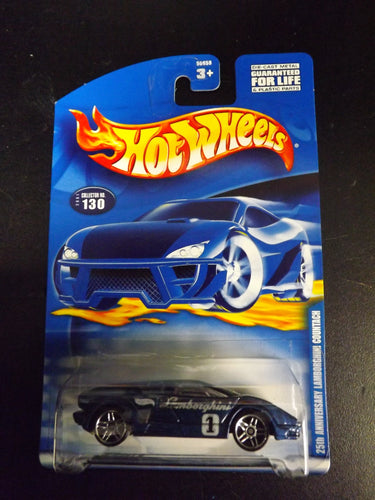 50458
3+
DIE-CAST METAL
GUARANTEED
FOR LIFE
& PLASTIC PARTS
HOT WHEELS
COLLECTOR NO.
130
25th ANNIVERSARY LAMBORGHINI COUNTACH
Lamborghini
1